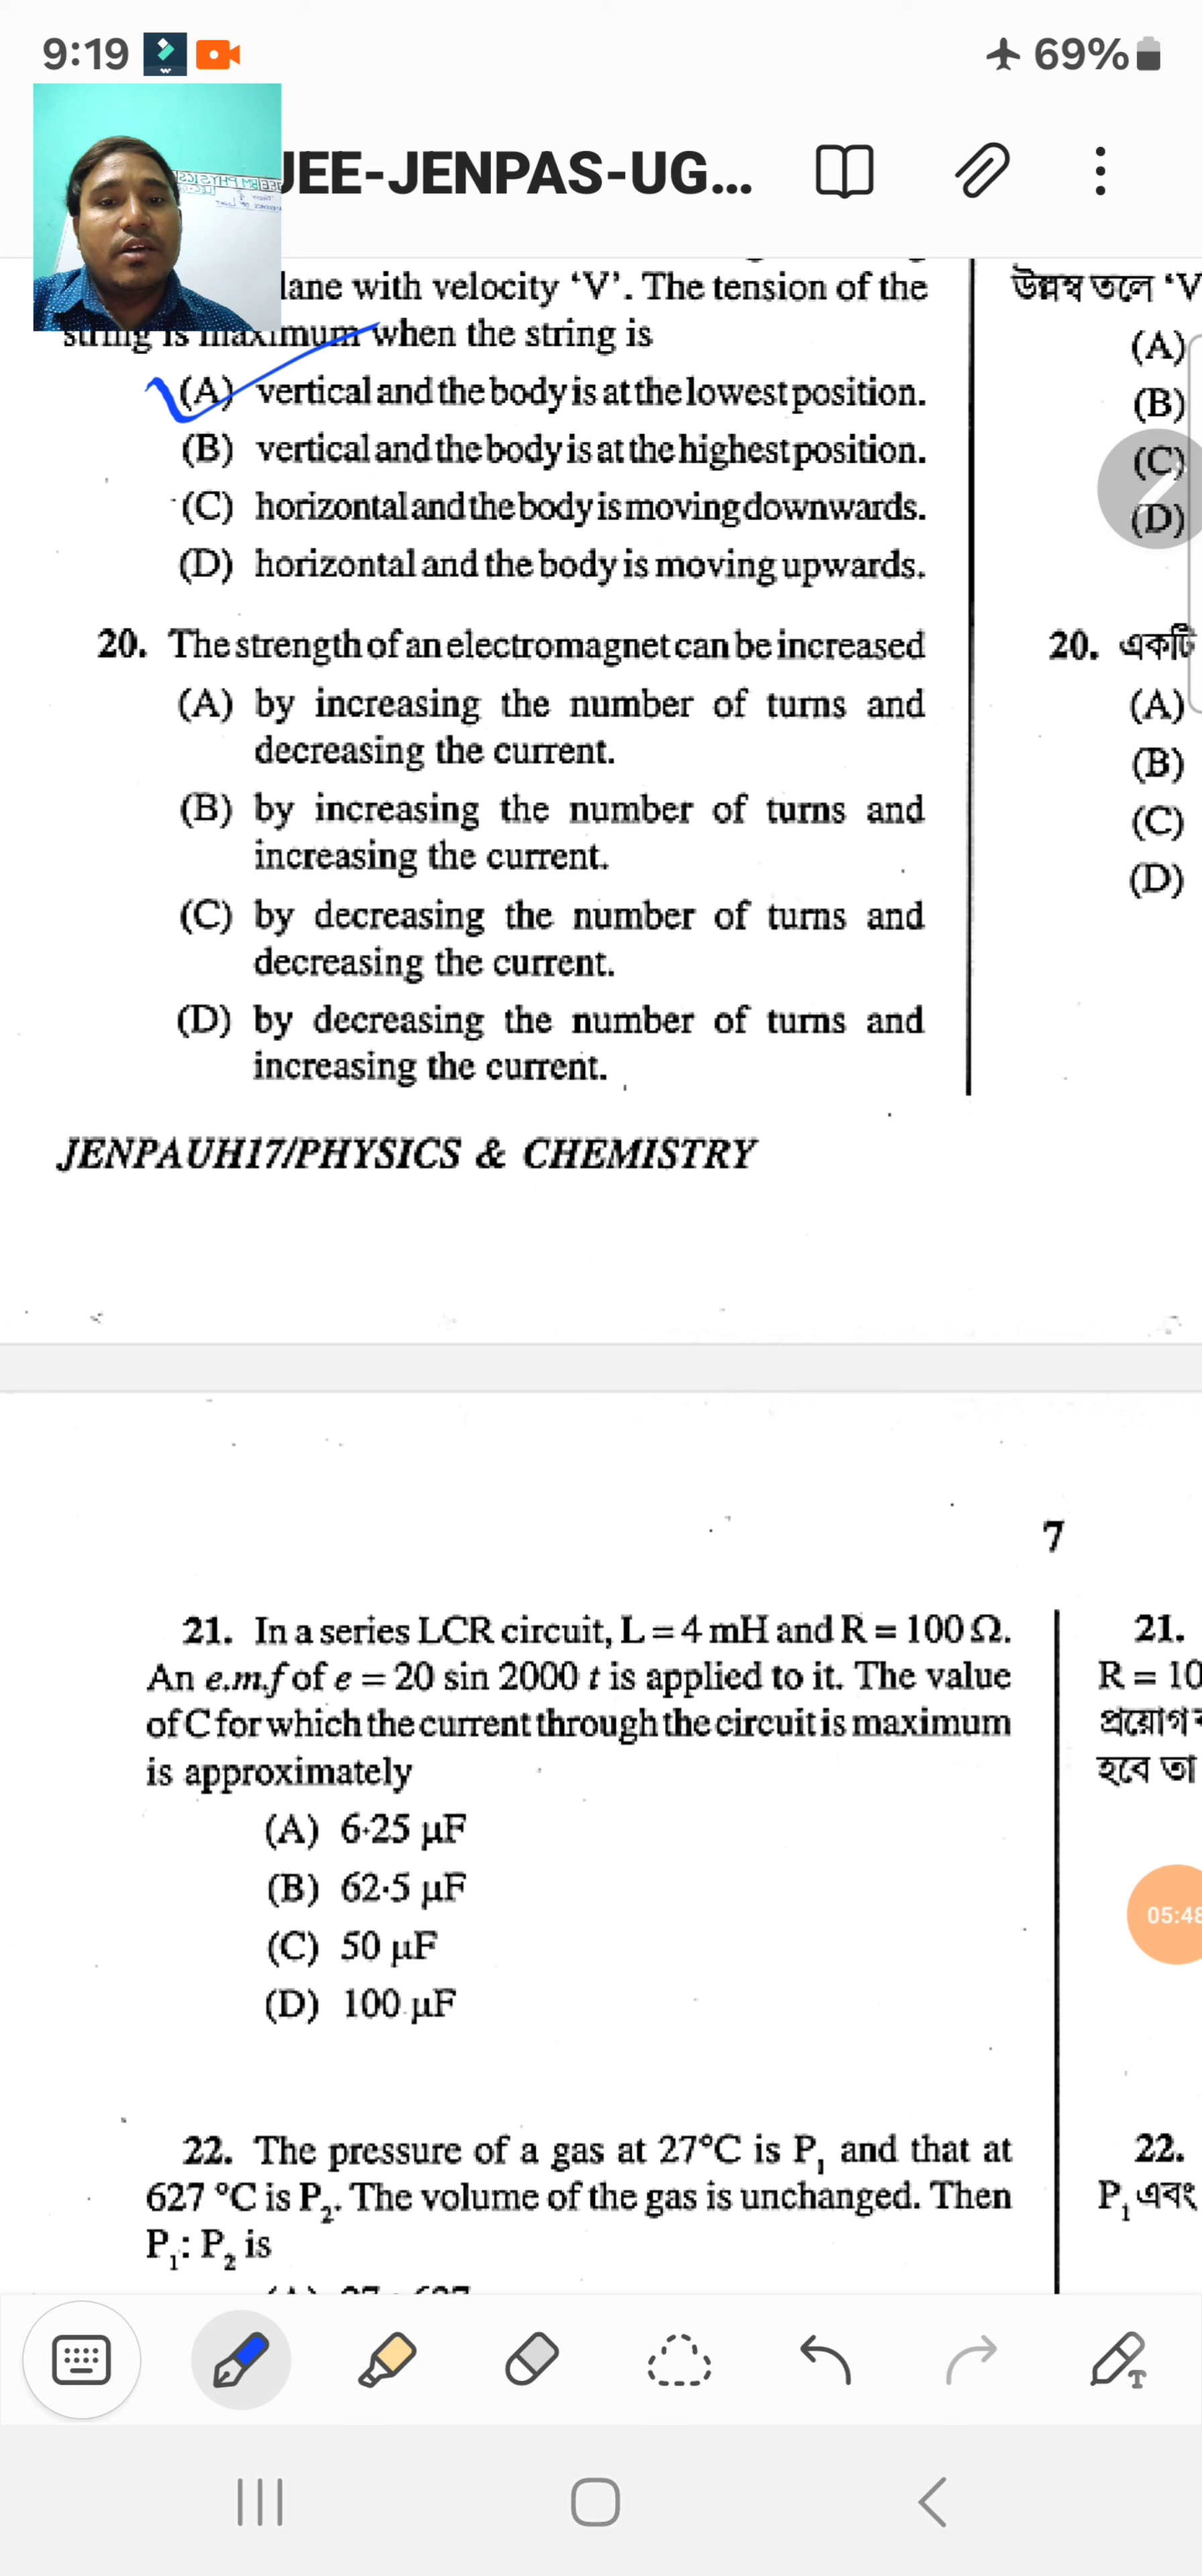 9:19
69%
JEE-JENPAS-UG...
lane with velocity ‘V’. The tension of the
string is maximum when the string is
(A) vertical and the body is at the lowest position.
(B) vertical and the body is at the highest position.
(C) horizontal and the body is moving downwards.
(D) horizontal and the body is moving upwards.
20. The strength of an electromagnet can be increased
(A) by increasing the number of turns and
decreasing the current.
(B) by increasing the number of turns and
increasing the current.
(C) by decreasing the number of turns and
decreasing the current.
(D) by decreasing the number of turns and
increasing the current.
JENPAUH17/PHYSICS & CHEMISTRY
উল্লম্ব তলে ‘V
(A)
(B)
(C)
(D)
20. একটি
(A)
(B)
(C)
(D)
7
21. In a series LCR circuit, L = 4 mH and R = 100 Ω.
An e.m.f of e = 20 sin 2000 t is applied to it. The value
of C for which the current through the circuit is maximum
is approximately
(A) 6·25 μF
(B) 62·5 μF
(C) 50 μF
(D) 100 μF
22. The pressure of a gas at 27°C is P₁ and that at
627 °C is P₂. The volume of the gas is unchanged. Then
P₁: P₂ is
21.
R = 10
প্রয়োগ
হবে তা
05:48
22.
P₁ এবং